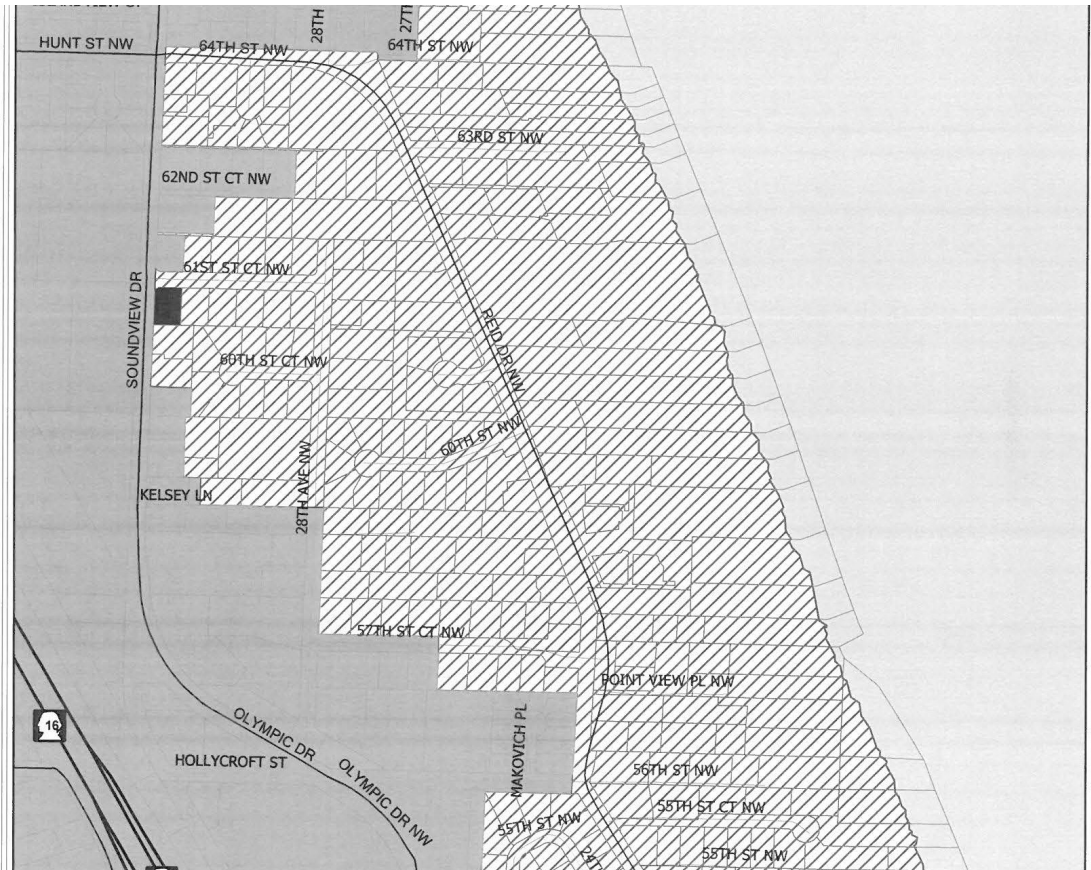 HUNT ST NW
64TH ST NW
28TH
27TH
64TH ST NW
63RD ST NW
62ND ST CT NW
61ST ST CT NW
SOUNDVIEW DR
REID DR NW
60TH ST CT NW
60TH ST NW
28TH AVE NW
KELSEY LN
57TH ST CT NW
POINT VIEW PL NW
16
OLYMPIC DR
MAKOVICH PL
HOLLYCROFT ST
OLYMPIC DR NW
56TH ST NW
55TH ST CT NW
55TH ST NW
55TH ST NW